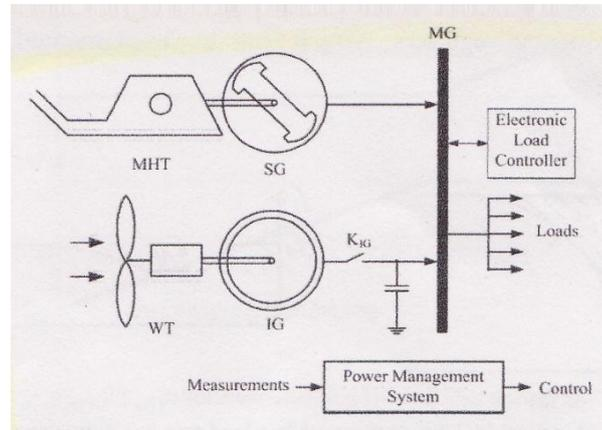 MG
Electronic
Load
Controller
MHT
SG
Loads
K_IG
WT
IG
Measurements
Power Management
System
Control